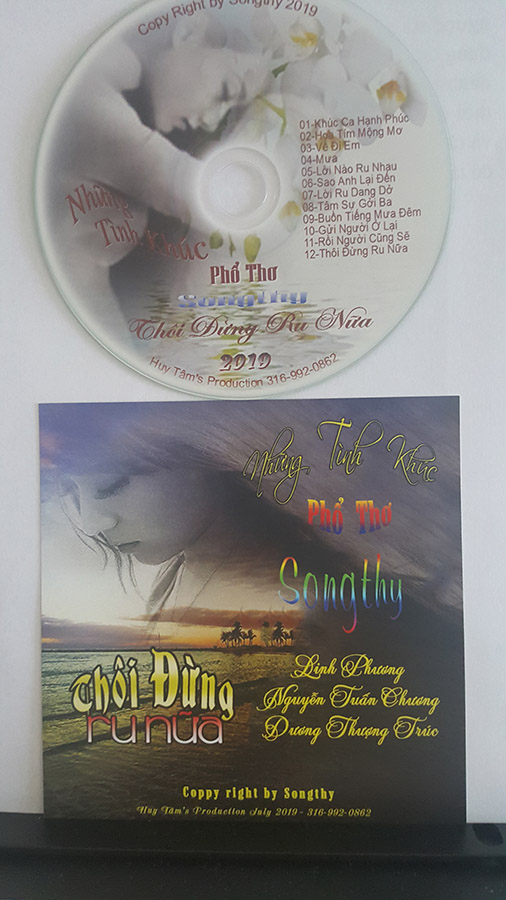 Copy Right by Songthy 2019
01-Khúc Ca Hạnh Phúc
02-Hoa Tím Mộng Mơ
03-Về Đi Em
04-Mưa
05-Lời Nào Ru Nhau
06-Sao Anh Lại Đến
07-Lời Ru Dang Dở
08-Tâm Sự Gởi Ba
09-Buồn Tiếng Mưa Đêm
10-Gửi Người Ở Lại
11-Rồi Người Cũng Sẽ
12-Thôi Đừng Ru Nữa
Những
Tình Khúc
Phổ Thơ
Songthy
Thôi Đừng Ru Nữa
2019
Huy Tâm's Production 316-992-0862
Những Tình Khúc
Phổ Thơ
Songthy
Linh Phương
Nguyễn Tuấn Chương
Dương Thượng Trúc
Thôi Đừng
ru nữa
Coppy right by Songthy
Huy Tâm's Production July 2019 - 316-992-0862